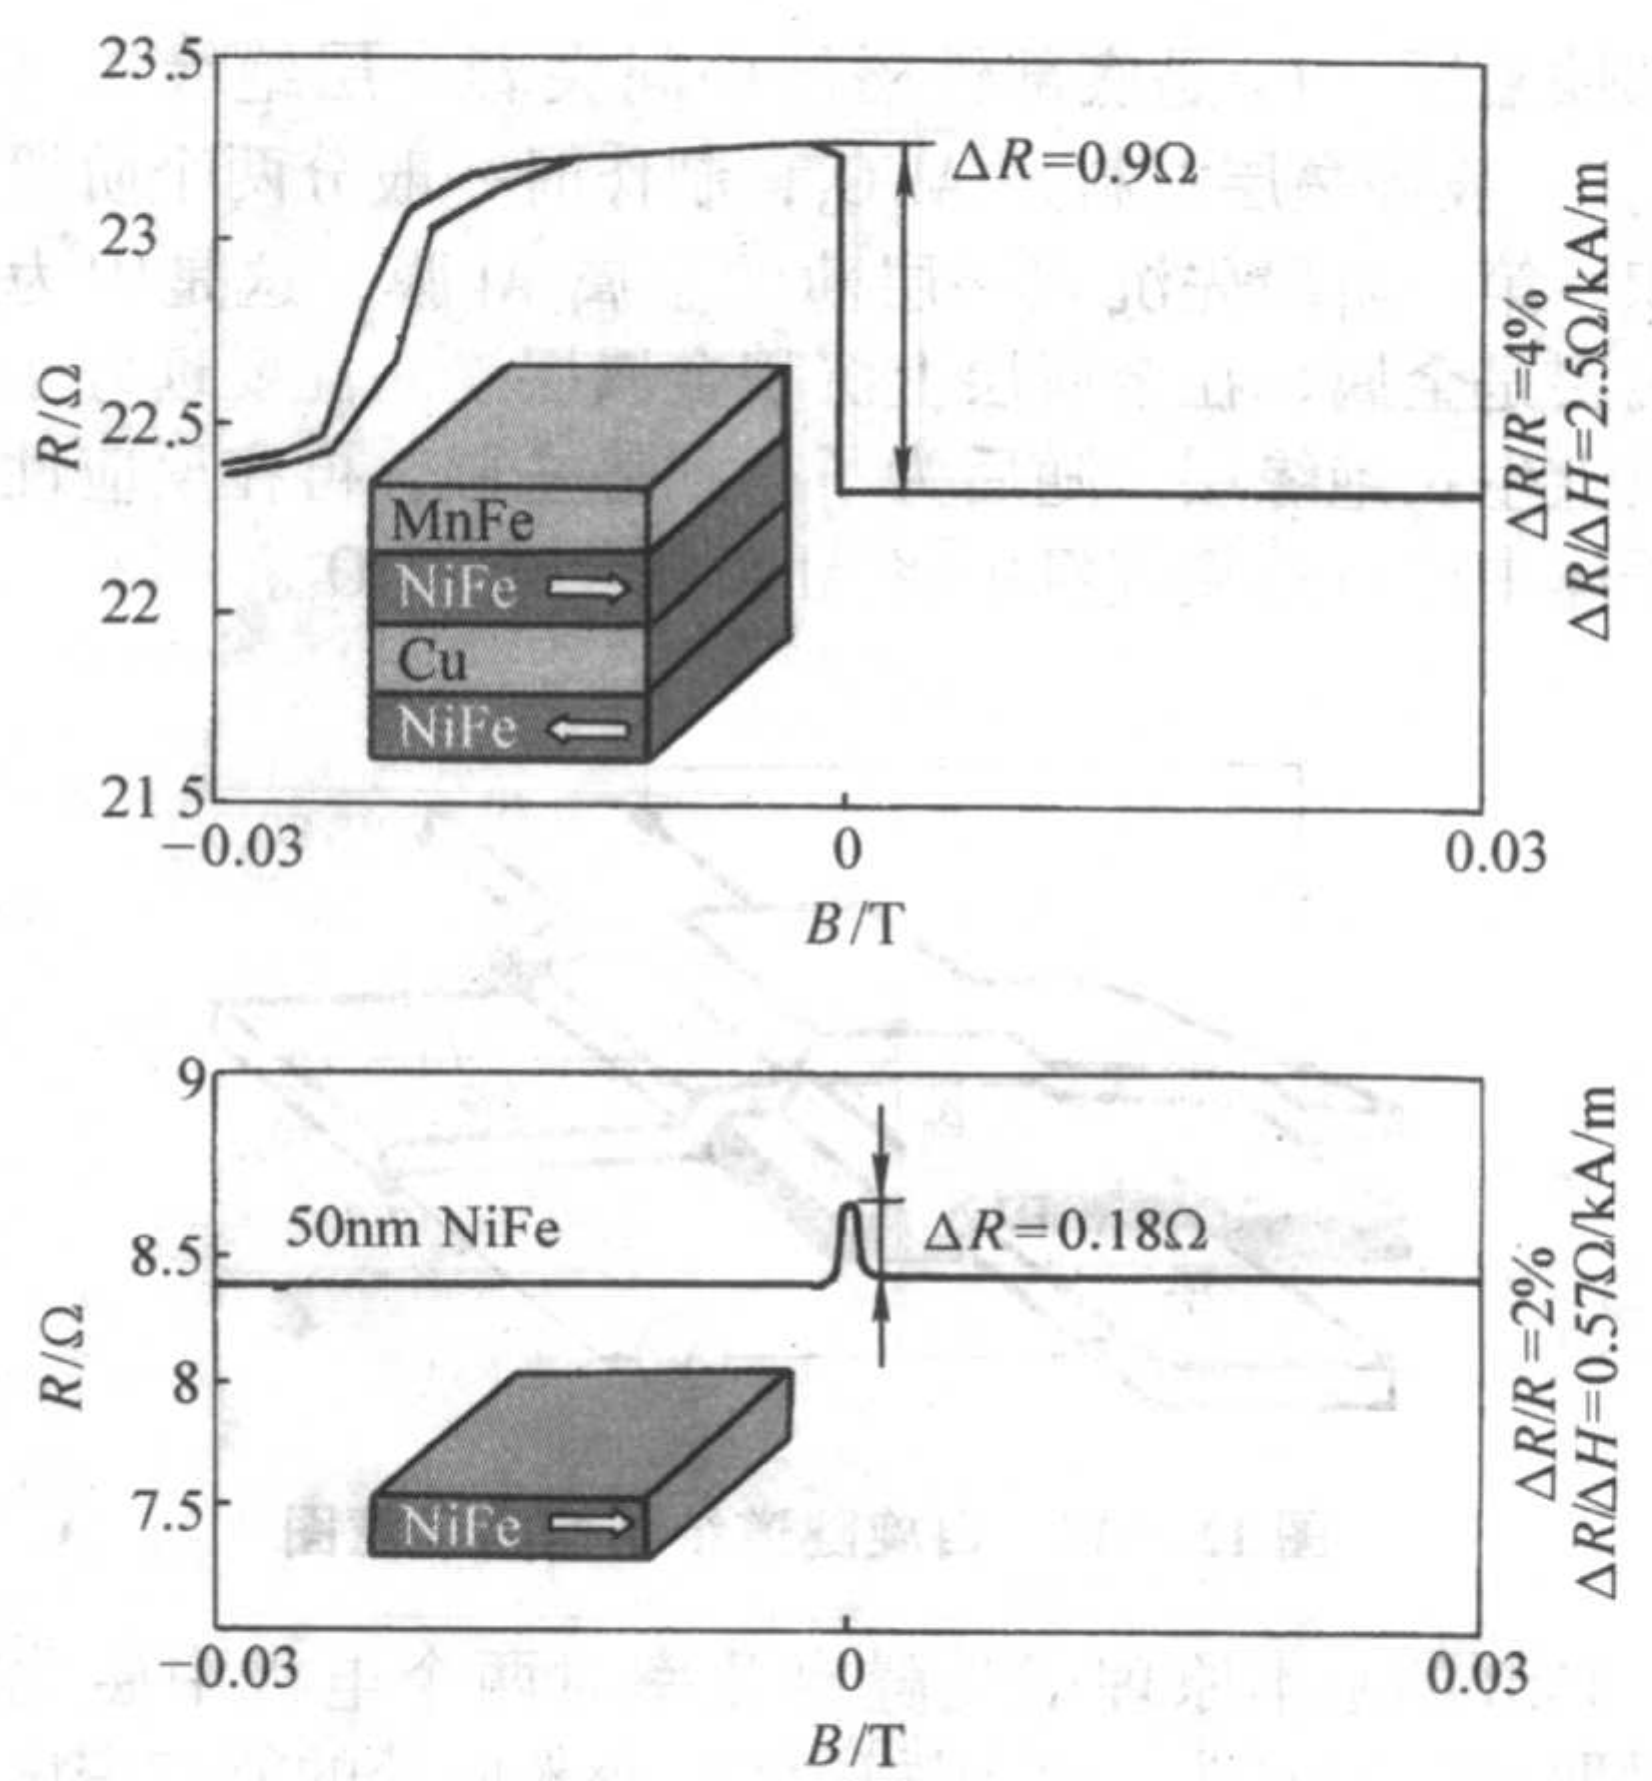 23.5
23
22.5
22
21 5
R/Ω
ΔR=0.9Ω
MnFe
NiFe
Cu
NiFe
−0.03
0
0.03
B/T
ΔR/R=4%
ΔR/ΔH=2.5Ω/kA/m
9
8.5
8
7.5
R/Ω
50nm NiFe
ΔR=0.18Ω
NiFe
−0.03
0
0.03
B/T
ΔR/R=2%
ΔR/ΔH=0.57Ω/kA/m